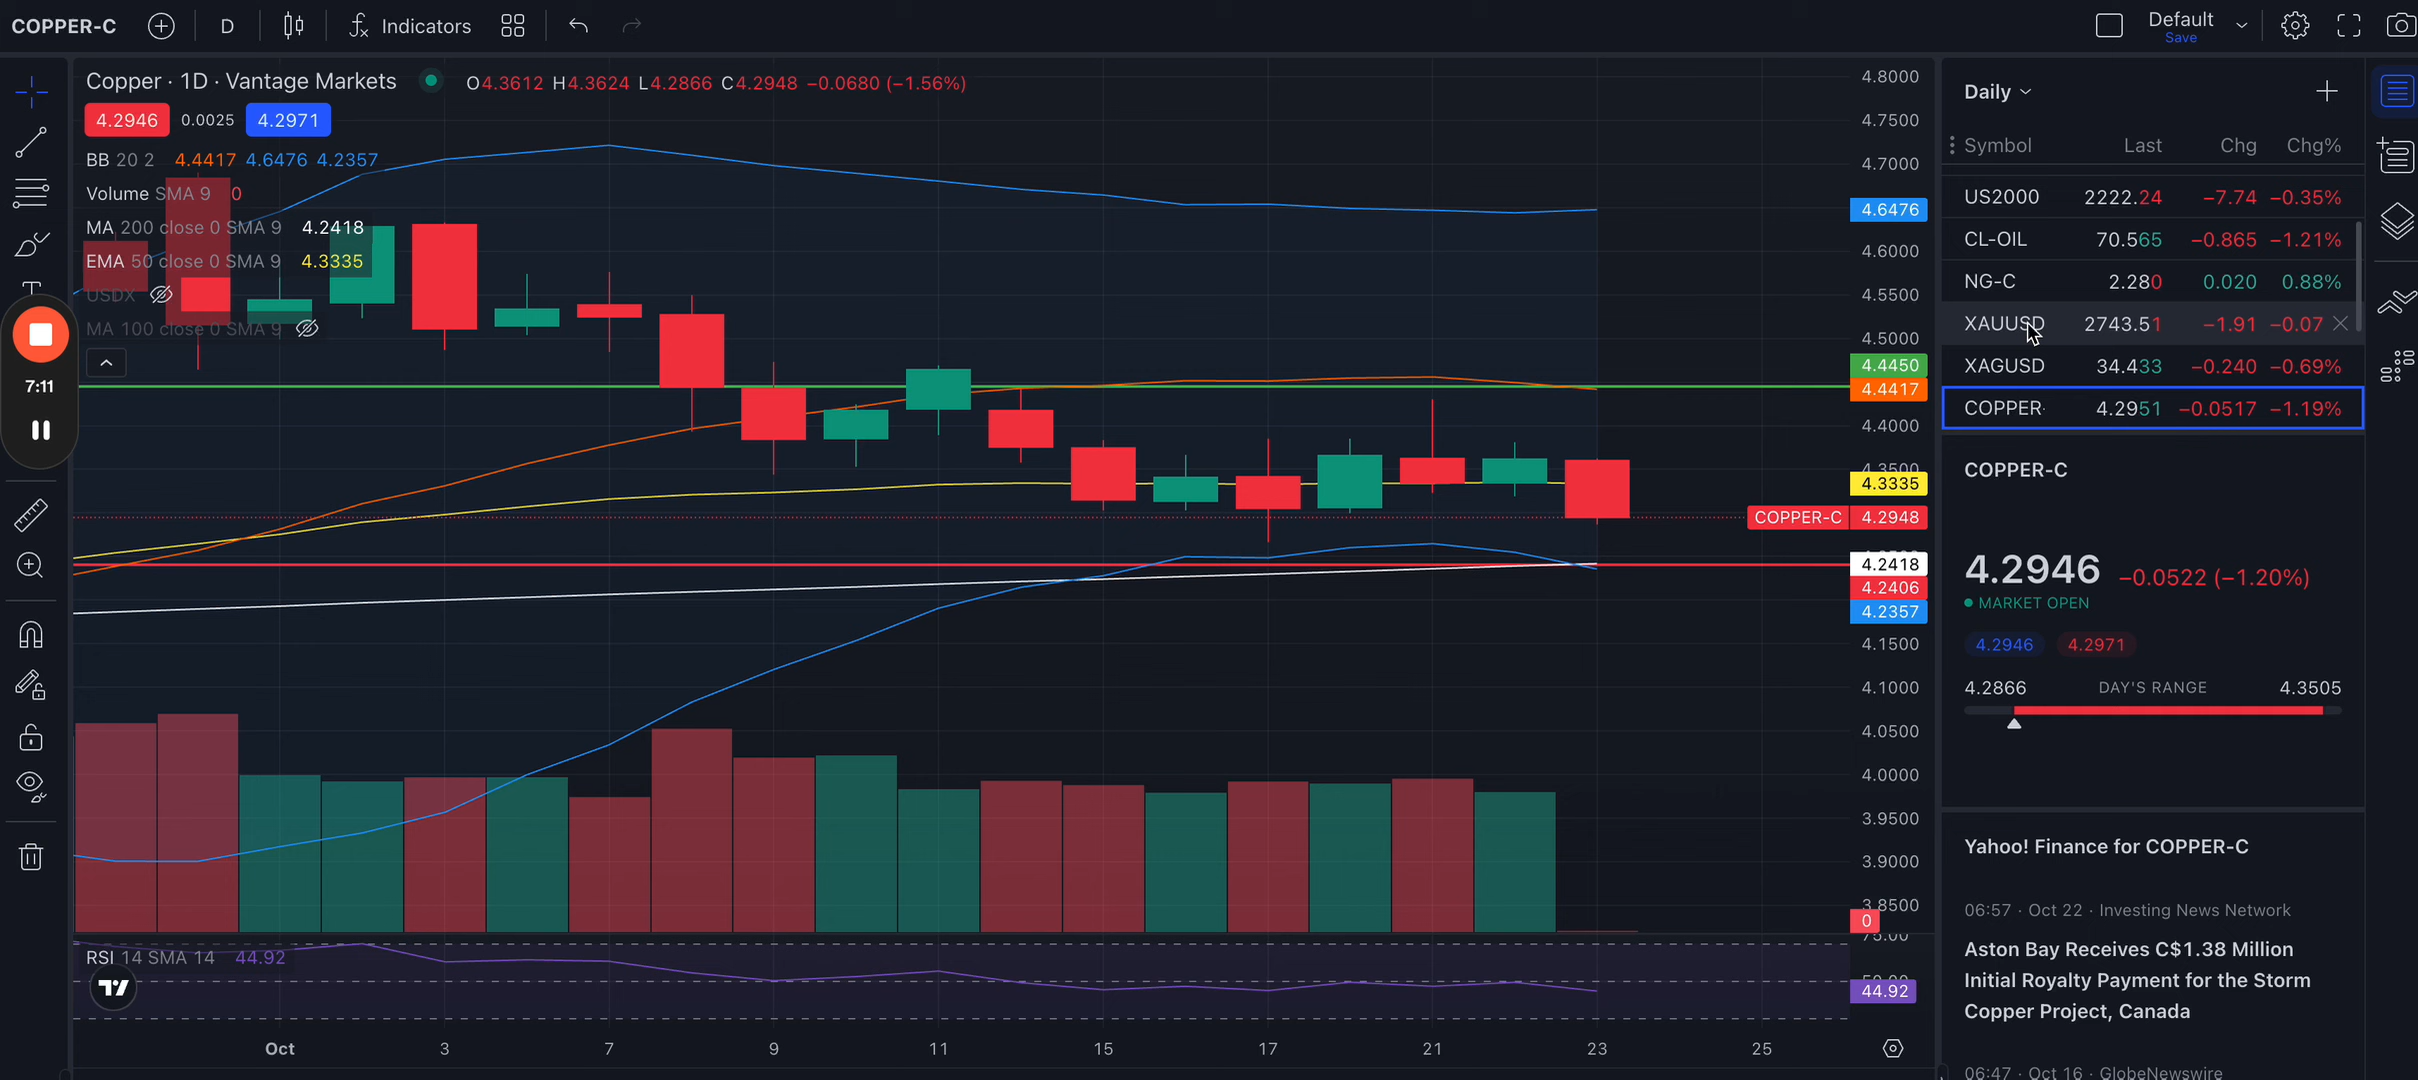 COPPER-C D Indicators Default
Save
Copper · 1D · Vantage Markets O4.3612 H4.3624 L4.2866 C4.2948 −0.0680 (−1.56%)
4.2946 0.0025 4.2971
BB 20 2 4.4417 4.6476 4.2357
Volume SMA 9 0
MA 200 close 0 SMA 9 4.2418
EMA 50 close 0 SMA 9 4.3335
USDX
MA 100 close 0 SMA 9
7:11
4.8000
4.7500
4.7000
4.6476
4.6000
4.5500
4.5000
4.4450
4.4417
4.4000
4.3500
4.3335
COPPER-C 4.2948
4.2418
4.2406
4.2357
4.1500
4.1000
4.0500
4.0000
3.9500
3.9000
3.8500
0
75.00
RSI 14 SMA 14 44.92
50.00
44.92
Oct 3 7 9 11 15 17 21 23 25
Daily
Symbol Last Chg Chg%
US2000 2222.24 −7.74 −0.35%
CL-OIL 70.565 −0.865 −1.21%
NG-C 2.280 0.020 0.88%
XAUUSD 2743.51 −1.91 −0.07
XAGUSD 34.433 −0.240 −0.69%
COPPER- 4.2951 −0.0517 −1.19%
COPPER-C
4.2946 −0.0522 (−1.20%)
MARKET OPEN
4.2946 4.2971
4.2866 DAY'S RANGE 4.3505
Yahoo! Finance for COPPER-C
06:57 · Oct 22 · Investing News Network
Aston Bay Receives C$1.38 Million
Initial Royalty Payment for the Storm
Copper Project, Canada
06:47 · Oct 16 · GlobeNewswire